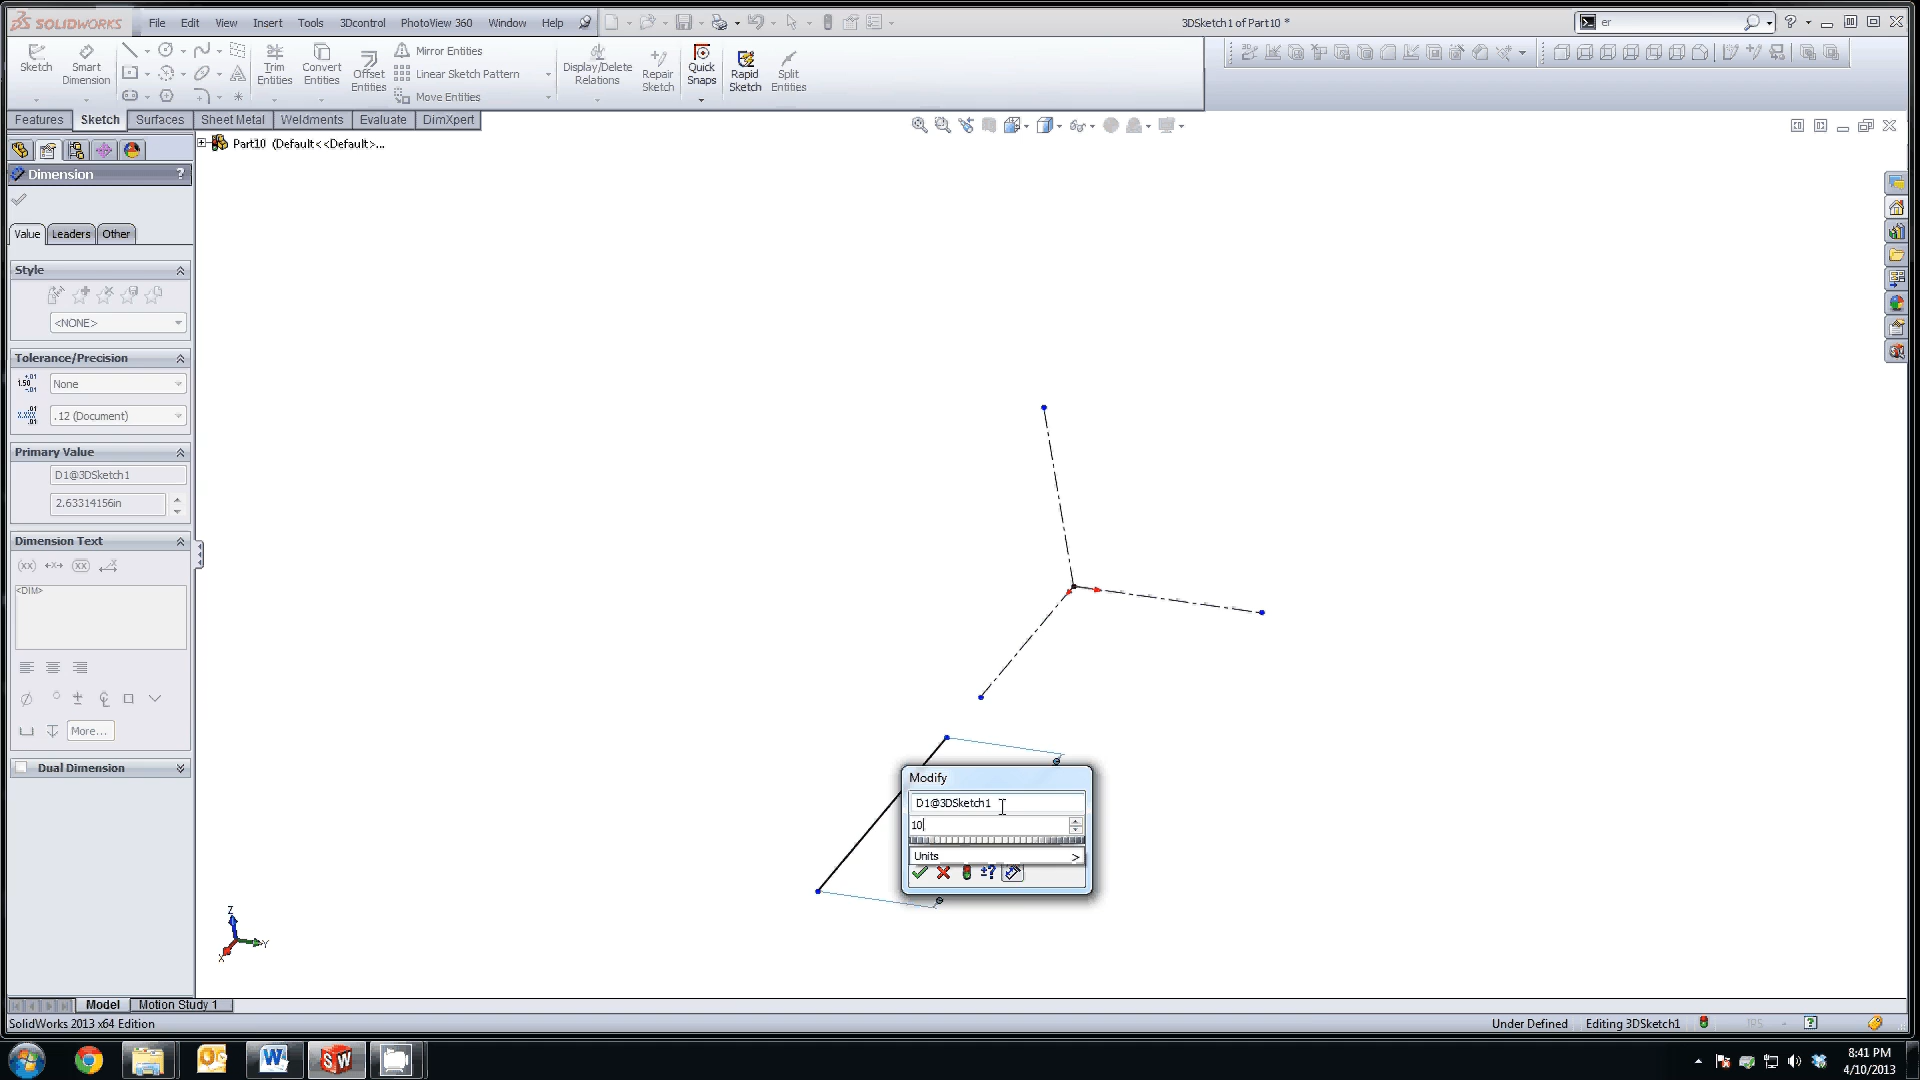 SOLIDWORKS File Edit View Insert Tools 3Dcontrol PhotoView 360 Window Help 3DSketch1 of Part10 * er
Sketch Smart Dimension Trim Entities Convert Entities Offset Entities Mirror Entities Linear Sketch Pattern Move Entities Display/Delete Relations Repair Sketch Quick Snaps Rapid Sketch Split Entities
Features Sketch Surfaces Sheet Metal Weldments Evaluate DimXpert
Part10 (Default<<Default>...
Dimension ?
Value Leaders Other
Style
<NONE>
Tolerance/Precision
None
.12 (Document)
Primary Value
D1@3DSketch1
2.63314156in
Dimension Text
<DIM>
More...
Dual Dimension
Modify
D1@3DSketch1
10
Units >
Z
Y
X
Model Motion Study 1
SolidWorks 2013 x64 Edition Under Defined Editing 3DSketch1 IPS
8:41 PM
4/10/2013